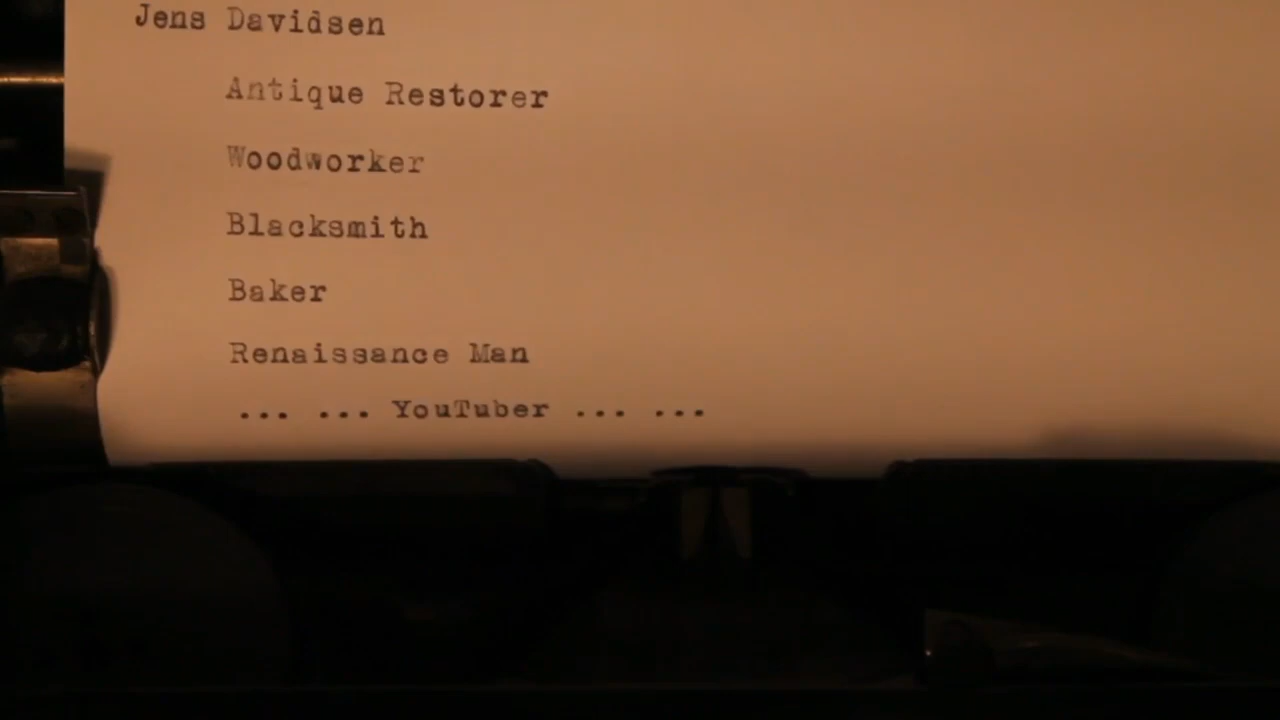 Jens Davidsen
Antique Restorer
Woodworker
Blacksmith
Baker
Renaissance Man
... ... YouTuber ... ...